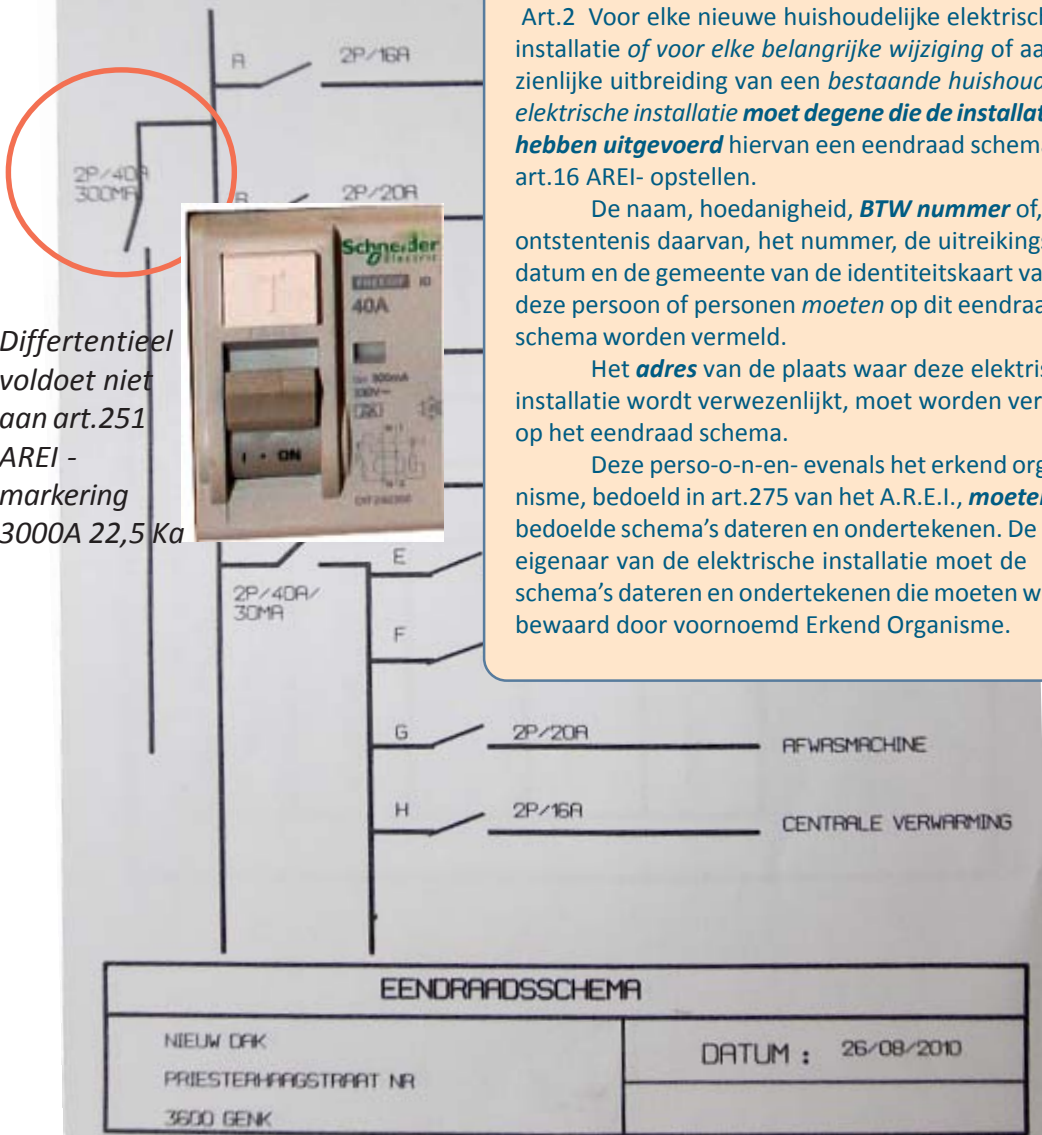 Art.2 Voor elke nieuwe huishoudelijke elektrisch
installatie of voor elke belangrijke wijziging of aa
zienlijke uitbreiding van een bestaande huishoud
elektrische installatie moet degene die de installat
hebben uitgevoerd hiervan een eendraad schema
art.16 AREI- opstellen.
De naam, hoedanigheid, BTW nummer of,
ontstentenis daarvan, het nummer, de uitreikings
datum en de gemeente van de identiteitskaart va
deze persoon of personen moeten op dit eendraa
schema worden vermeld.
Het adres van de plaats waar deze elektris
installatie wordt verwezenlijkt, moet worden ver
op het eendraad schema.
Deze perso-o-n-en- evenals het erkend org
nisme, bedoeld in art.275 van het A.R.E.I., moeten
bedoelde schema's dateren en ondertekenen. De
eigenaar van de elektrische installatie moet de
schema's dateren en ondertekenen die moeten w
bewaard door voornoemd Erkend Organisme.
A 2P/16A
2P/40A
300MA
B 2P/20A
Schneider
Electric
ID
40A
300mA
I • ON
Differtentieel
voldoet niet
aan art.251
AREI -
markering
3000A 22,5 Ka
E
2P/40A/
30MA
F
G 2P/20A AFWASMACHINE
H 2P/16A CENTRALE VERWARMING
EENDRAADSSCHEMA
NIEUW DAK
PRIESTERHAAGSTRAAT NR
3600 GENK
DATUM : 26/08/2010